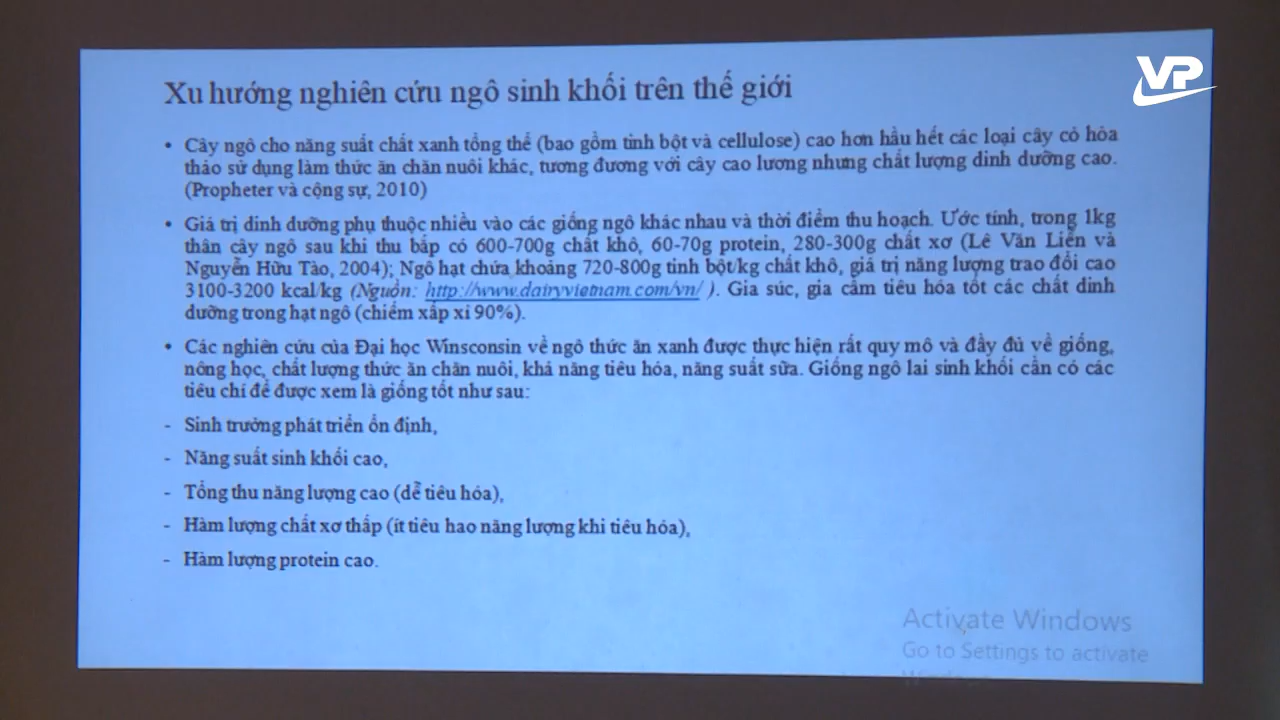 VP
Xu hướng nghiên cứu ngô sinh khối trên thế giới
• Cây ngô cho năng suất chất xanh tổng thể (bao gồm tinh bột và cellulose) cao hơn hầu hết các loại cây cỏ hòa
thảo sử dụng làm thức ăn chăn nuôi khác, tương đương với cây cao lương nhưng chất lượng dinh dưỡng cao.
(Propheter và cộng sự, 2010)
• Giá trị dinh dưỡng phụ thuộc nhiều vào các giống ngô khác nhau và thời điểm thu hoạch. Ước tính, trong 1kg
thân cây ngô sau khi thu bắp có 600-700g chất khô, 60-70g protein, 280-300g chất xơ (Lê Văn Liễn và
Nguyễn Hữu Tào, 2004); Ngô hạt chứa khoảng 720-800g tinh bột/kg chất khô, giá trị năng lượng trao đổi cao
3100-3200 kcal/kg (Nguồn: http://www.dairyvietnam.com/vn/ ). Gia súc, gia cầm tiêu hóa tốt các chất dinh
dưỡng trong hạt ngô (chiếm xấp xỉ 90%).
• Các nghiên cứu của Đại học Winsconsin về ngô thức ăn xanh được thực hiện rất quy mô và đầy đủ về giống,
nông học, chất lượng thức ăn chăn nuôi, khả năng tiêu hóa, năng suất sữa. Giống ngô lai sinh khối cần có các
tiêu chí để được xem là giống tốt như sau:
- Sinh trưởng phát triển ổn định,
- Năng suất sinh khối cao,
- Tổng thu năng lượng cao (dễ tiêu hóa),
- Hàm lượng chất xơ thấp (ít tiêu hao năng lượng khi tiêu hóa),
- Hàm lượng protein cao.
Activate Windows
Go to Settings to activate
Windows